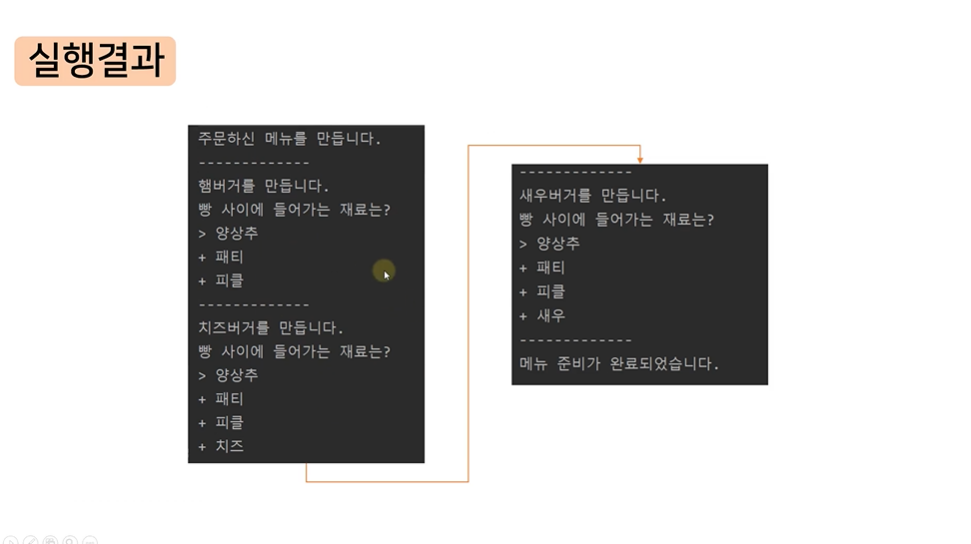 실행결과
주문하신 메뉴를 만듭니다.
-------------
햄버거를 만듭니다.
빵 사이에 들어가는 재료는?
> 양상추
+ 패티
+ 피클
-------------
치즈버거를 만듭니다.
빵 사이에 들어가는 재료는?
> 양상추
+ 패티
+ 피클
+ 치즈
-------------
새우버거를 만듭니다.
빵 사이에 들어가는 재료는?
> 양상추
+ 패티
+ 피클
+ 새우
-------------
메뉴 준비가 완료되었습니다.